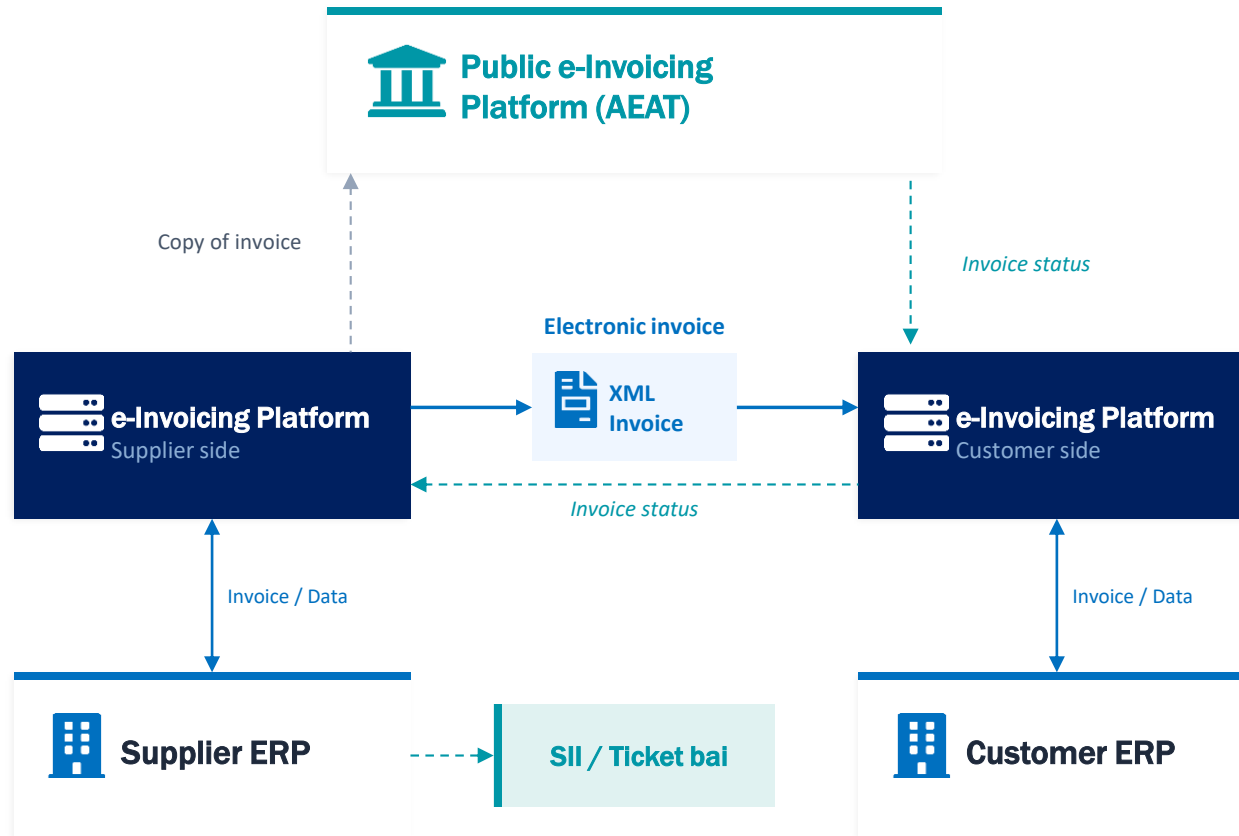 Public e-Invoicing
Platform (AEAT)
Copy of invoice
Invoice status
Electronic invoice
e-Invoicing Platform
Supplier side
XML
Invoice
e-Invoicing Platform
Customer side
Invoice status
Invoice / Data
Invoice / Data
Supplier ERP
SII / Ticket bai
Customer ERP